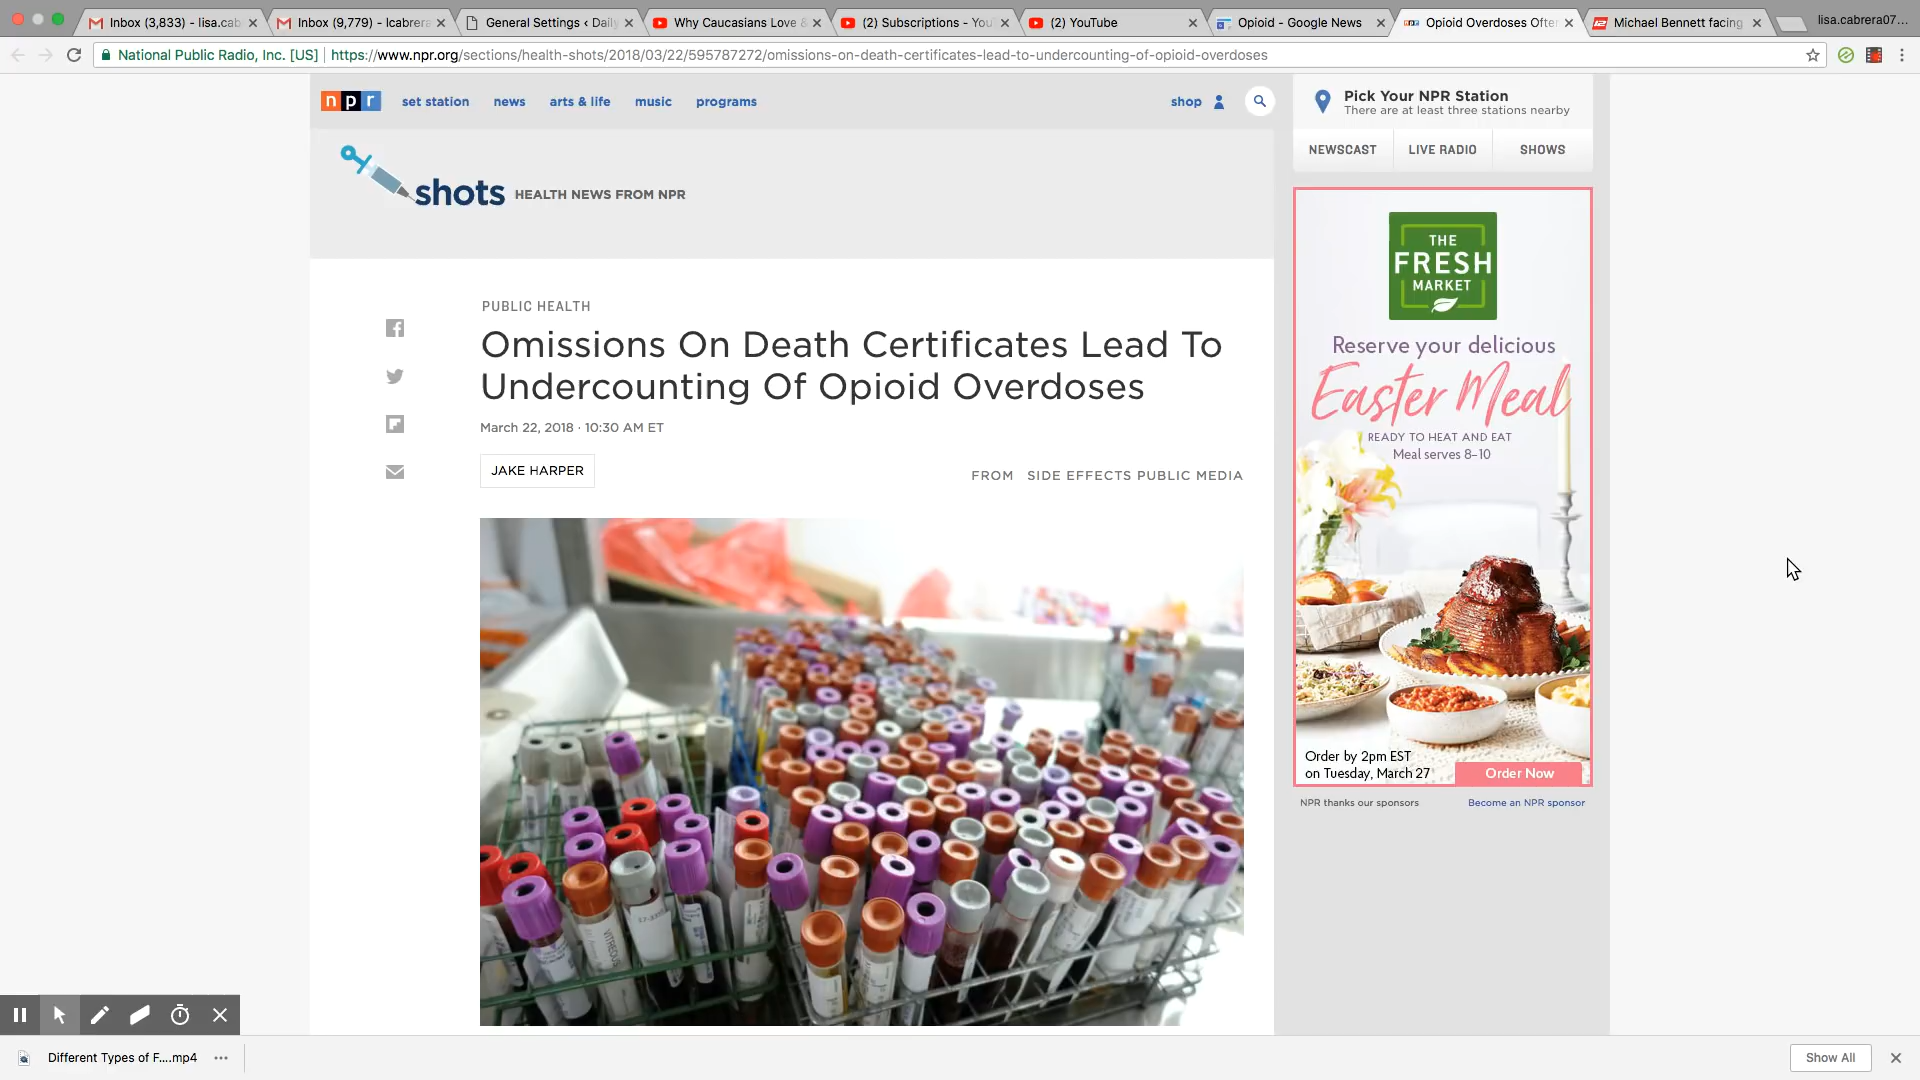 Inbox (3,833) - lisa.cab
Inbox (9,779) - lcabrera
General Settings ‹ Daily
Why Caucasians Love &
(2) Subscriptions - You
(2) YouTube
Opioid - Google News
Opioid Overdoses Often
Michael Bennett facing
lisa.cabrera07...
National Public Radio, Inc. [US] | https://www.npr.org/sections/health-shots/2018/03/22/595787272/omissions-on-death-certificates-lead-to-undercounting-of-opioid-overdoses
npr
set station
news
arts & life
music
programs
shop
Pick Your NPR Station
There are at least three stations nearby
NEWSCAST
LIVE RADIO
SHOWS
shots
HEALTH NEWS FROM NPR
PUBLIC HEALTH
Omissions On Death Certificates Lead To
Undercounting Of Opioid Overdoses
March 22, 2018 · 10:30 AM ET
JAKE HARPER
FROM SIDE EFFECTS PUBLIC MEDIA
THE
FRESH
MARKET
Reserve your delicious
Easter Meal
READY TO HEAT AND EAT
Meal serves 8–10
Order by 2pm EST
on Tuesday, March 27
Order Now
NPR thanks our sponsors
Become an NPR sponsor
VITREOUS
Different Types of F....mp4
Show All